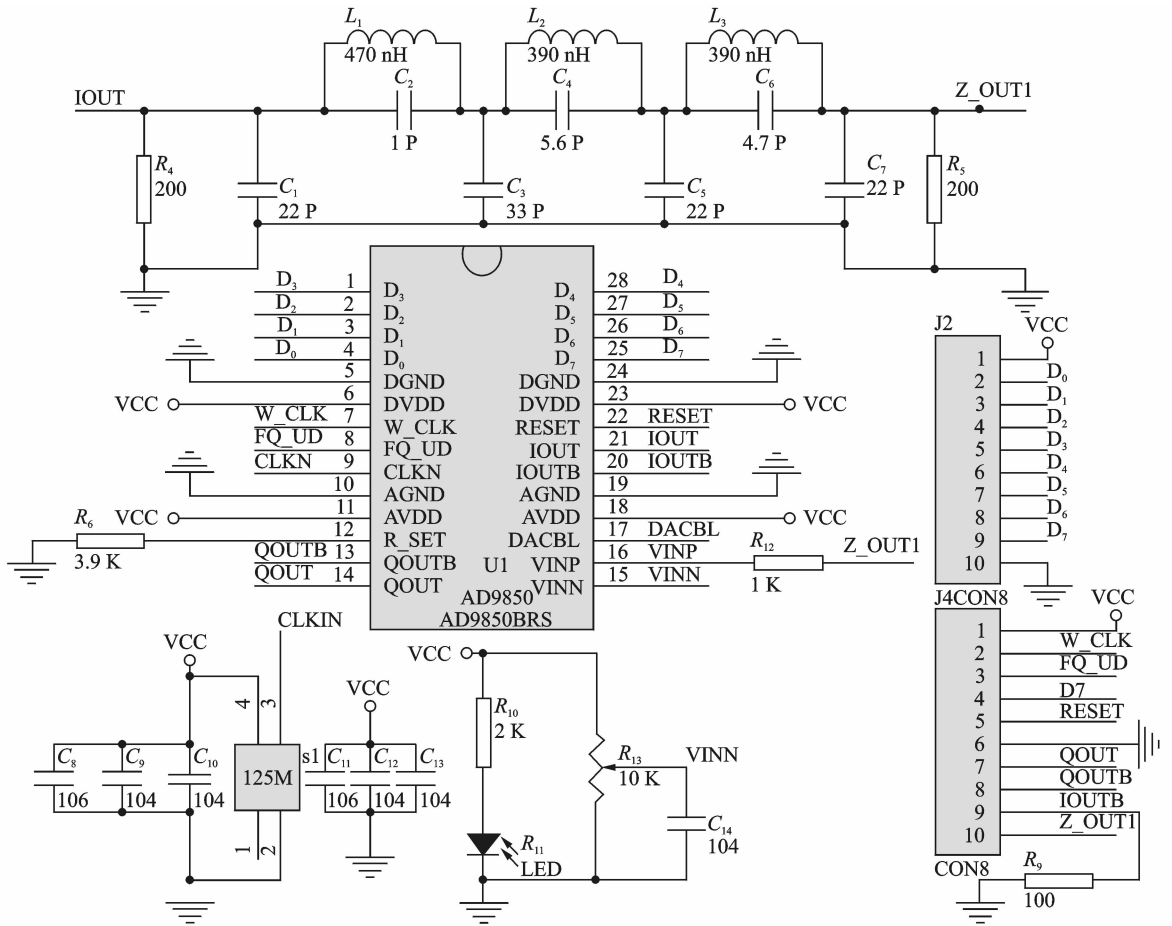 L₁
470 nH
C₂
1 P
L₂
390 nH
C₄
5.6 P
L₃
390 nH
C₆
4.7 P
IOUT
Z_OUT1
R₄
200
C₁
22 P
C₃
33 P
C₅
22 P
C₇
22 P
R₅
200
D₃ 1 D₃ D₄ 28 D₄
D₂ 2 D₂ D₅ 27 D₅
D₁ 3 D₁ D₆ 26 D₆
D₀ 4 D₀ D₇ 25 D₇
5 DGND DGND 24
VCC 6 DVDD DVDD 23 VCC
W_CLK 7 W_CLK RESET 22 RESET
FQ_UD 8 FQ_UD IOUT 21 IOUT
CLKN 9 CLKN IOUTB 20 IOUTB
10 AGND AGND 19
VCC 11 AVDD AVDD 18 VCC
R₆
3.9 K
12 R_SET DACBL 17 DACBL
QOUTB 13 QOUTB U1 VINP 16 VINP
QOUT 14 QOUT VINN 15 VINN
AD9850
AD9850BRS
R₁₂
1 K
Z_OUT1
J2
VCC
1
2 D₀
3 D₁
4 D₂
5 D₃
6 D₄
7 D₅
8 D₆
9 D₇
10
J4CON8
VCC
1
2 W_CLK
3 FQ_UD
4 D7
5 RESET
6
7 QOUT
8 QOUTB
9 IOUTB
10 Z_OUT1
CON8
R₉
100
CLKIN
VCC
4
3
C₈
106
C₉
104
C₁₀
104
125M
s1
1
2
VCC
C₁₁
106
C₁₂
104
C₁₃
104
VCC
R₁₀
2 K
R₁₃
10 K
VINN
R₁₁
LED
C₁₄
104